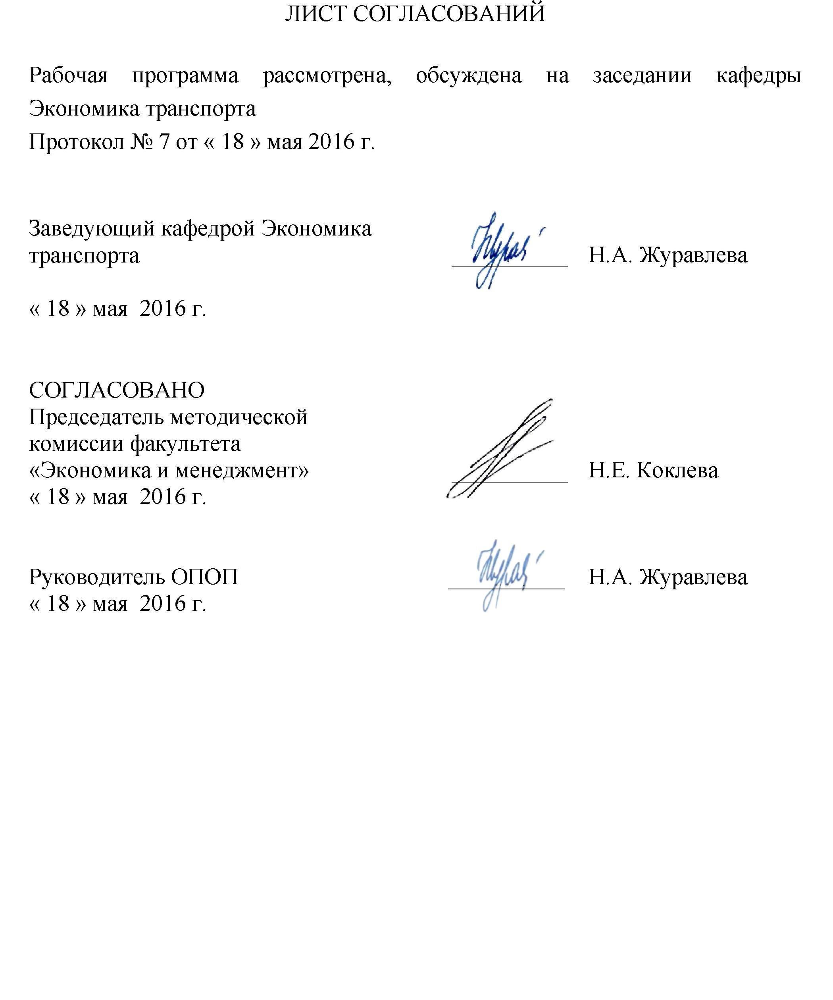 ЛИСТ СОГЛАСОВАНИЙ
Рабочая программа рассмотрена, обсуждена на заседании кафедры
Экономика транспорта
Протокол № 7 от « 18 » мая 2016 г.
Заведующий кафедрой Экономика
транспорта Н.А. Журавлева
« 18 » мая 2016 г.
СОГЛАСОВАНО
Председатель методической
комиссии факультета
«Экономика и менеджмент» Н.Е. Коклева
« 18 » мая 2016 г.
Руководитель ОПОП Н.А. Журавлева
« 18 » мая 2016 г.